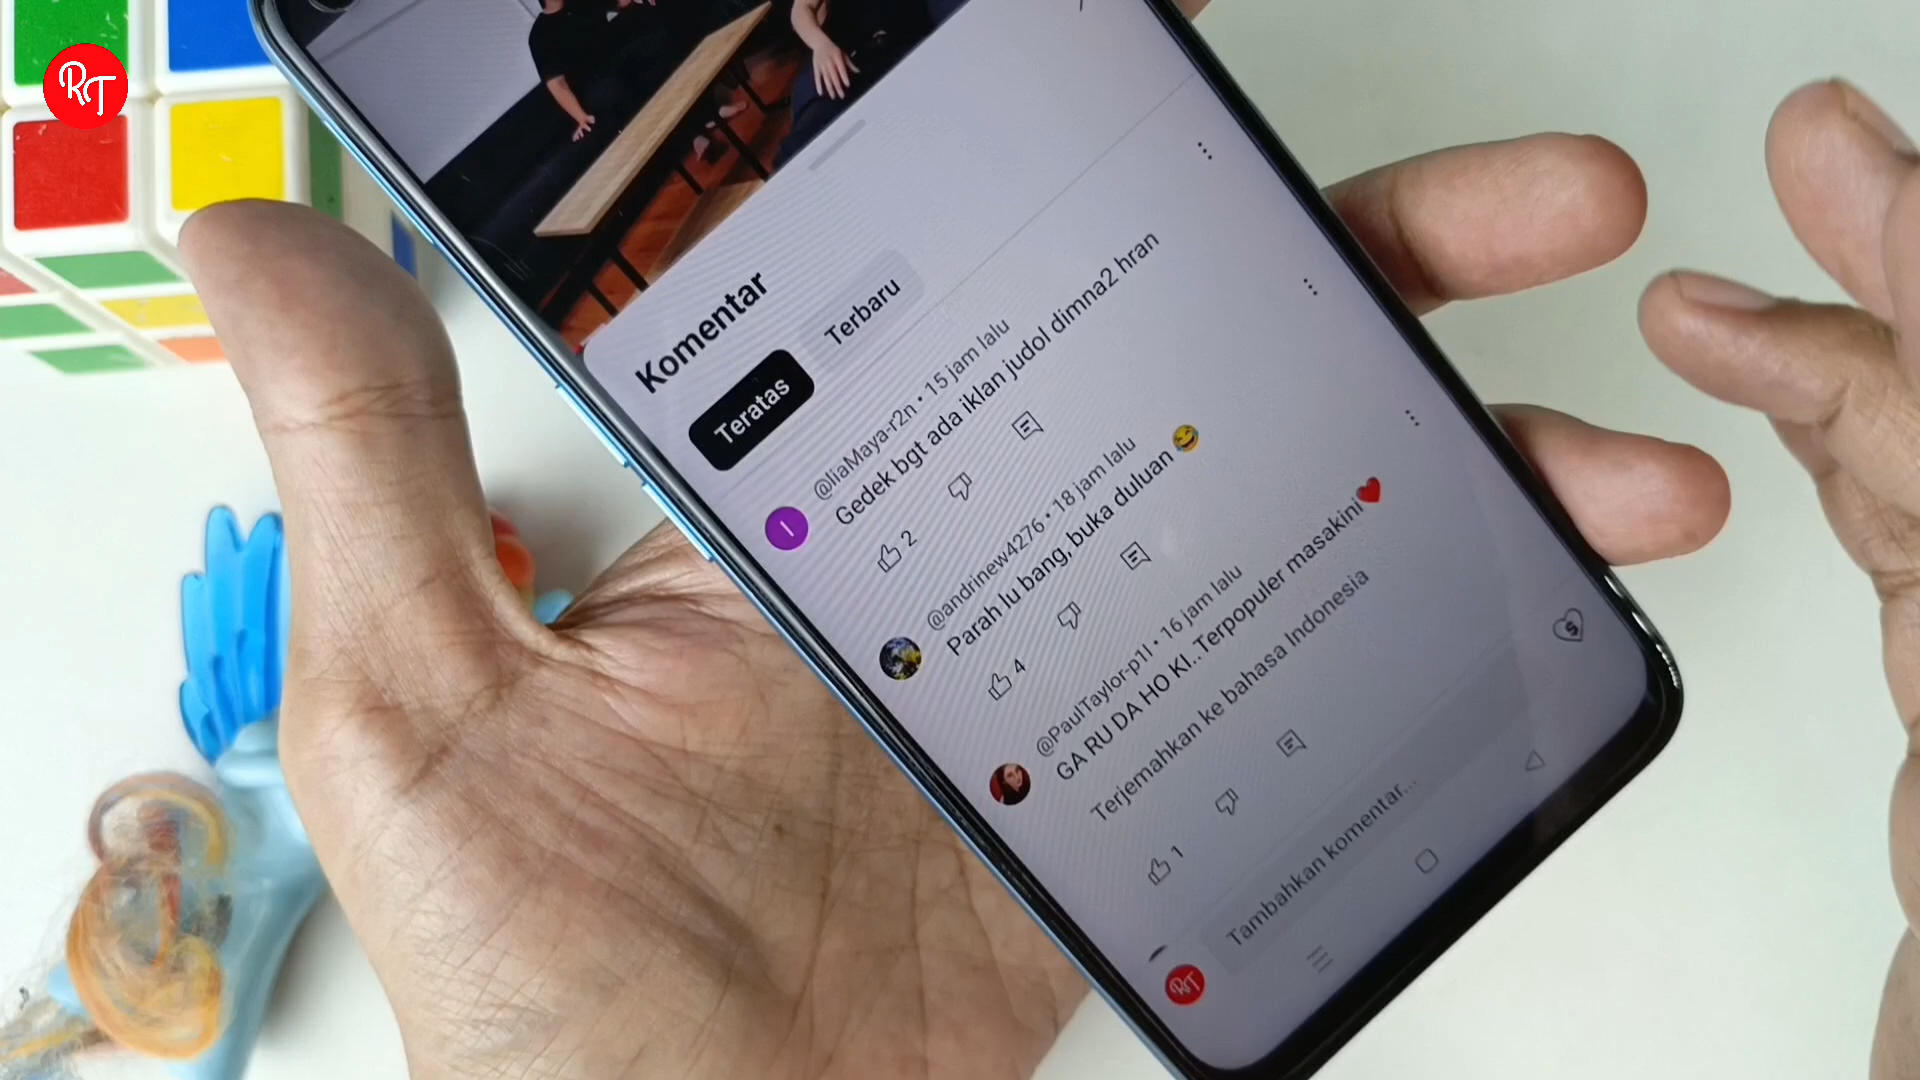 RT
Komentar
Teratas
Terbaru
@liaMaya-r2n • 15 jam lalu
Gedek bgt ada iklan judol dimna2 hran
2
@andrinew4276 • 18 jam lalu
Parah lu bang, buka duluan 😂
4
@PaulTaylor-p1l • 16 jam lalu
GA RU DA HO KI..Terpopuler masakini❤️
Terjemahkan ke bahasa Indonesia
1
Tambahkan komentar...
RT